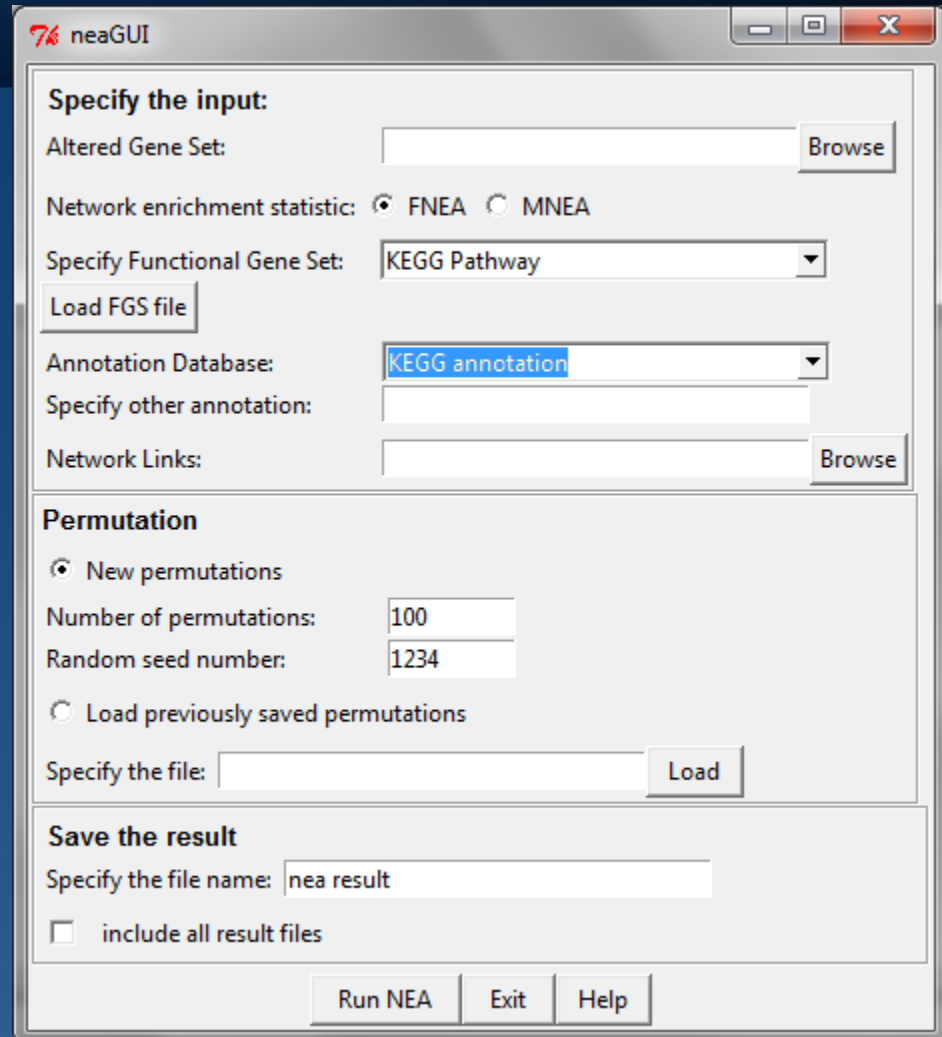 neaGUI
Specify the input:
Altered Gene Set: Browse
Network enrichment statistic: FNEA MNEA
Specify Functional Gene Set: KEGG Pathway
Load FGS file
Annotation Database: KEGG annotation
Specify other annotation:
Network Links: Browse
Permutation
New permutations
Number of permutations: 100
Random seed number: 1234
Load previously saved permutations
Specify the file: Load
Save the result
Specify the file name: nea result
include all result files
Run NEA Exit Help